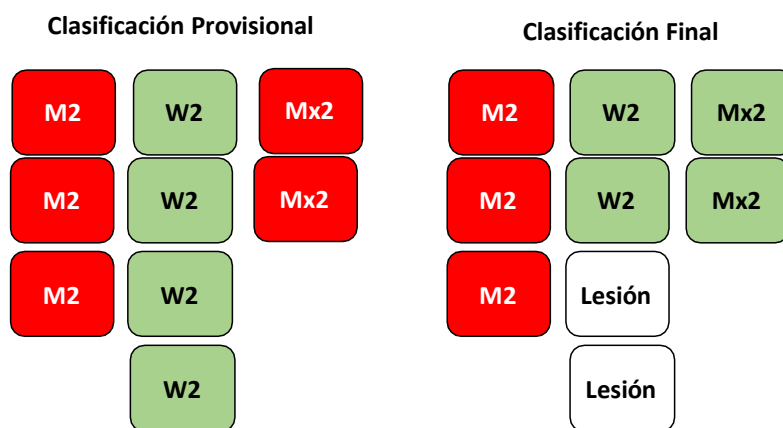 Clasificación Provisional
M2 W2 Mx2
M2 W2 Mx2
M2 W2
W2
Clasificación Final
M2 W2 Mx2
M2 W2 Mx2
M2 Lesión
Lesión